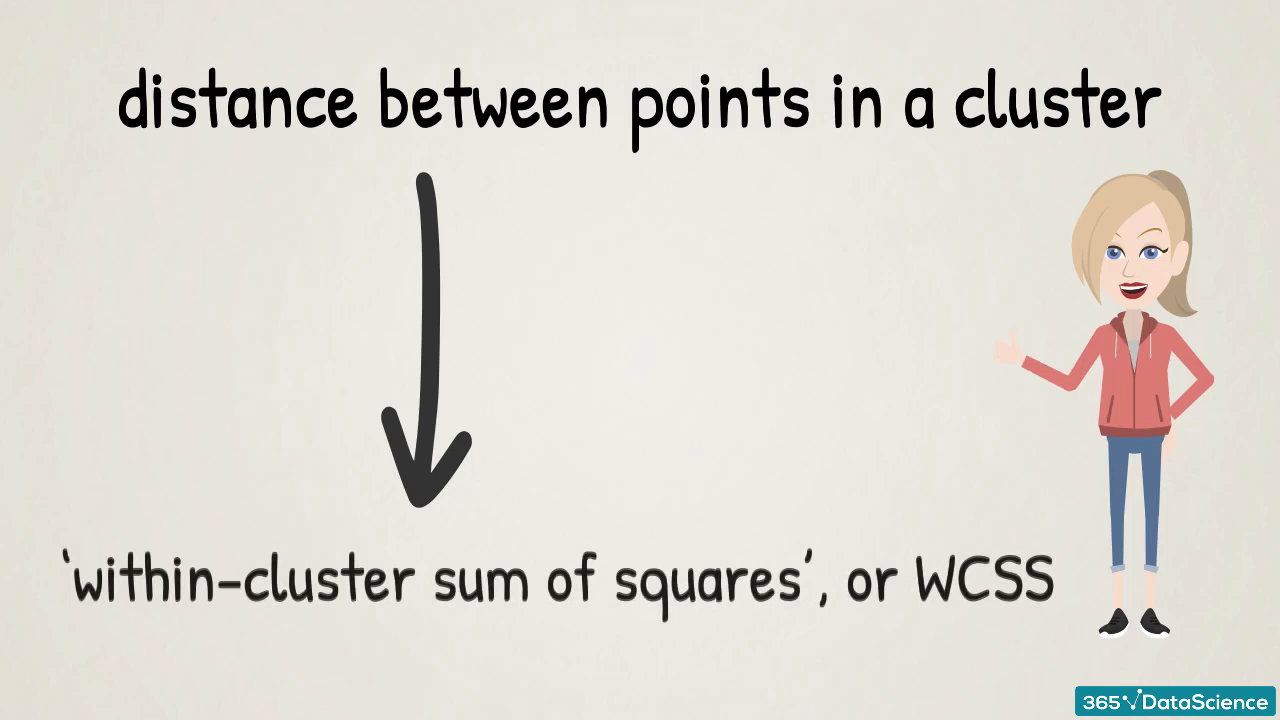 distance between points in a cluster
‘within-cluster sum of squares’, or WCSS
365 DataScience